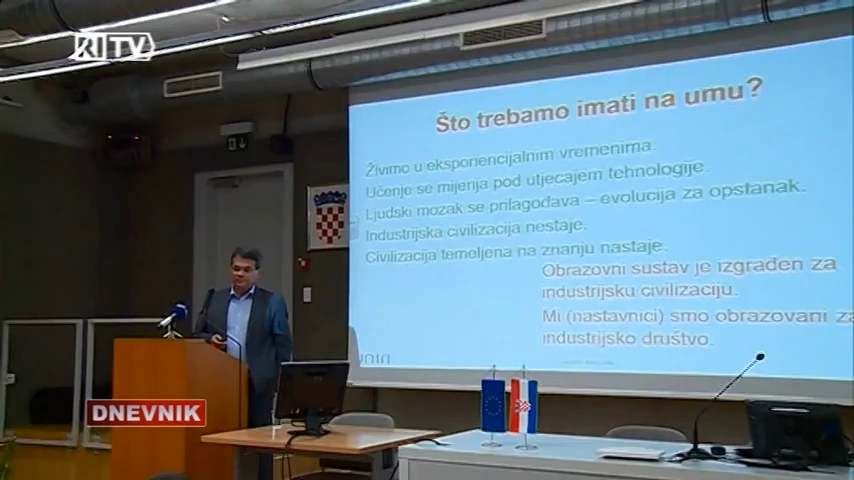 RI TV
Što trebamo imati na umu?
Živimo u eksponencijalnim vremenima.
Učenje se mijenja pod utjecajem tehnologije.
Ljudski mozak se prilagođava – evolucija za opstanak.
Industrijska civilizacija nestaje.
Civilizacija temeljena na znanju nastaje.
Obrazovni sustav je izgrađen za
industrijsku civilizaciju.
Mi (nastavnici) smo obrazovani za
industrijsko društvo.
DNEVNIK